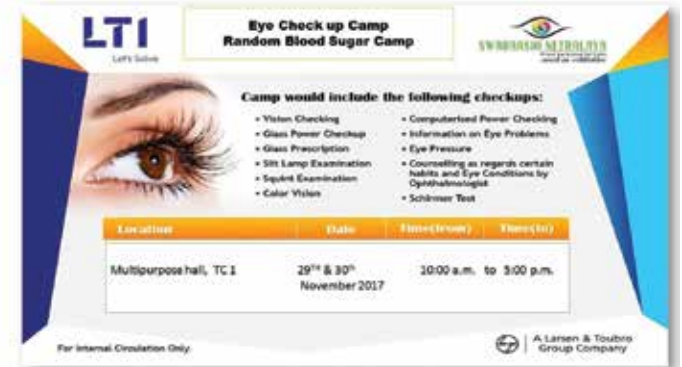 LTI
Let's Solve
Eye Check up Camp
Random Blood Sugar Camp
Camp would include the following checkups:
• Vision Checking
• Glass Power Checkup
• Glass Prescription
• Slit Lamp Examination
• Squint Examination
• Color Vision
• Computerised Power Checking
• Information on Eye Problems
• Eye Pressure
• Counselling as regards certain
habits and Eye Conditions by
Ophthalmologist
• Schirmer Test
Location Date Time(from) Time(to)
Multipurpose hall, TC 1 29TH & 30th 10:00 a.m. to 5:00 p.m.
November 2017
For Internal Circulation Only.
A Larsen & Toubro
Group Company